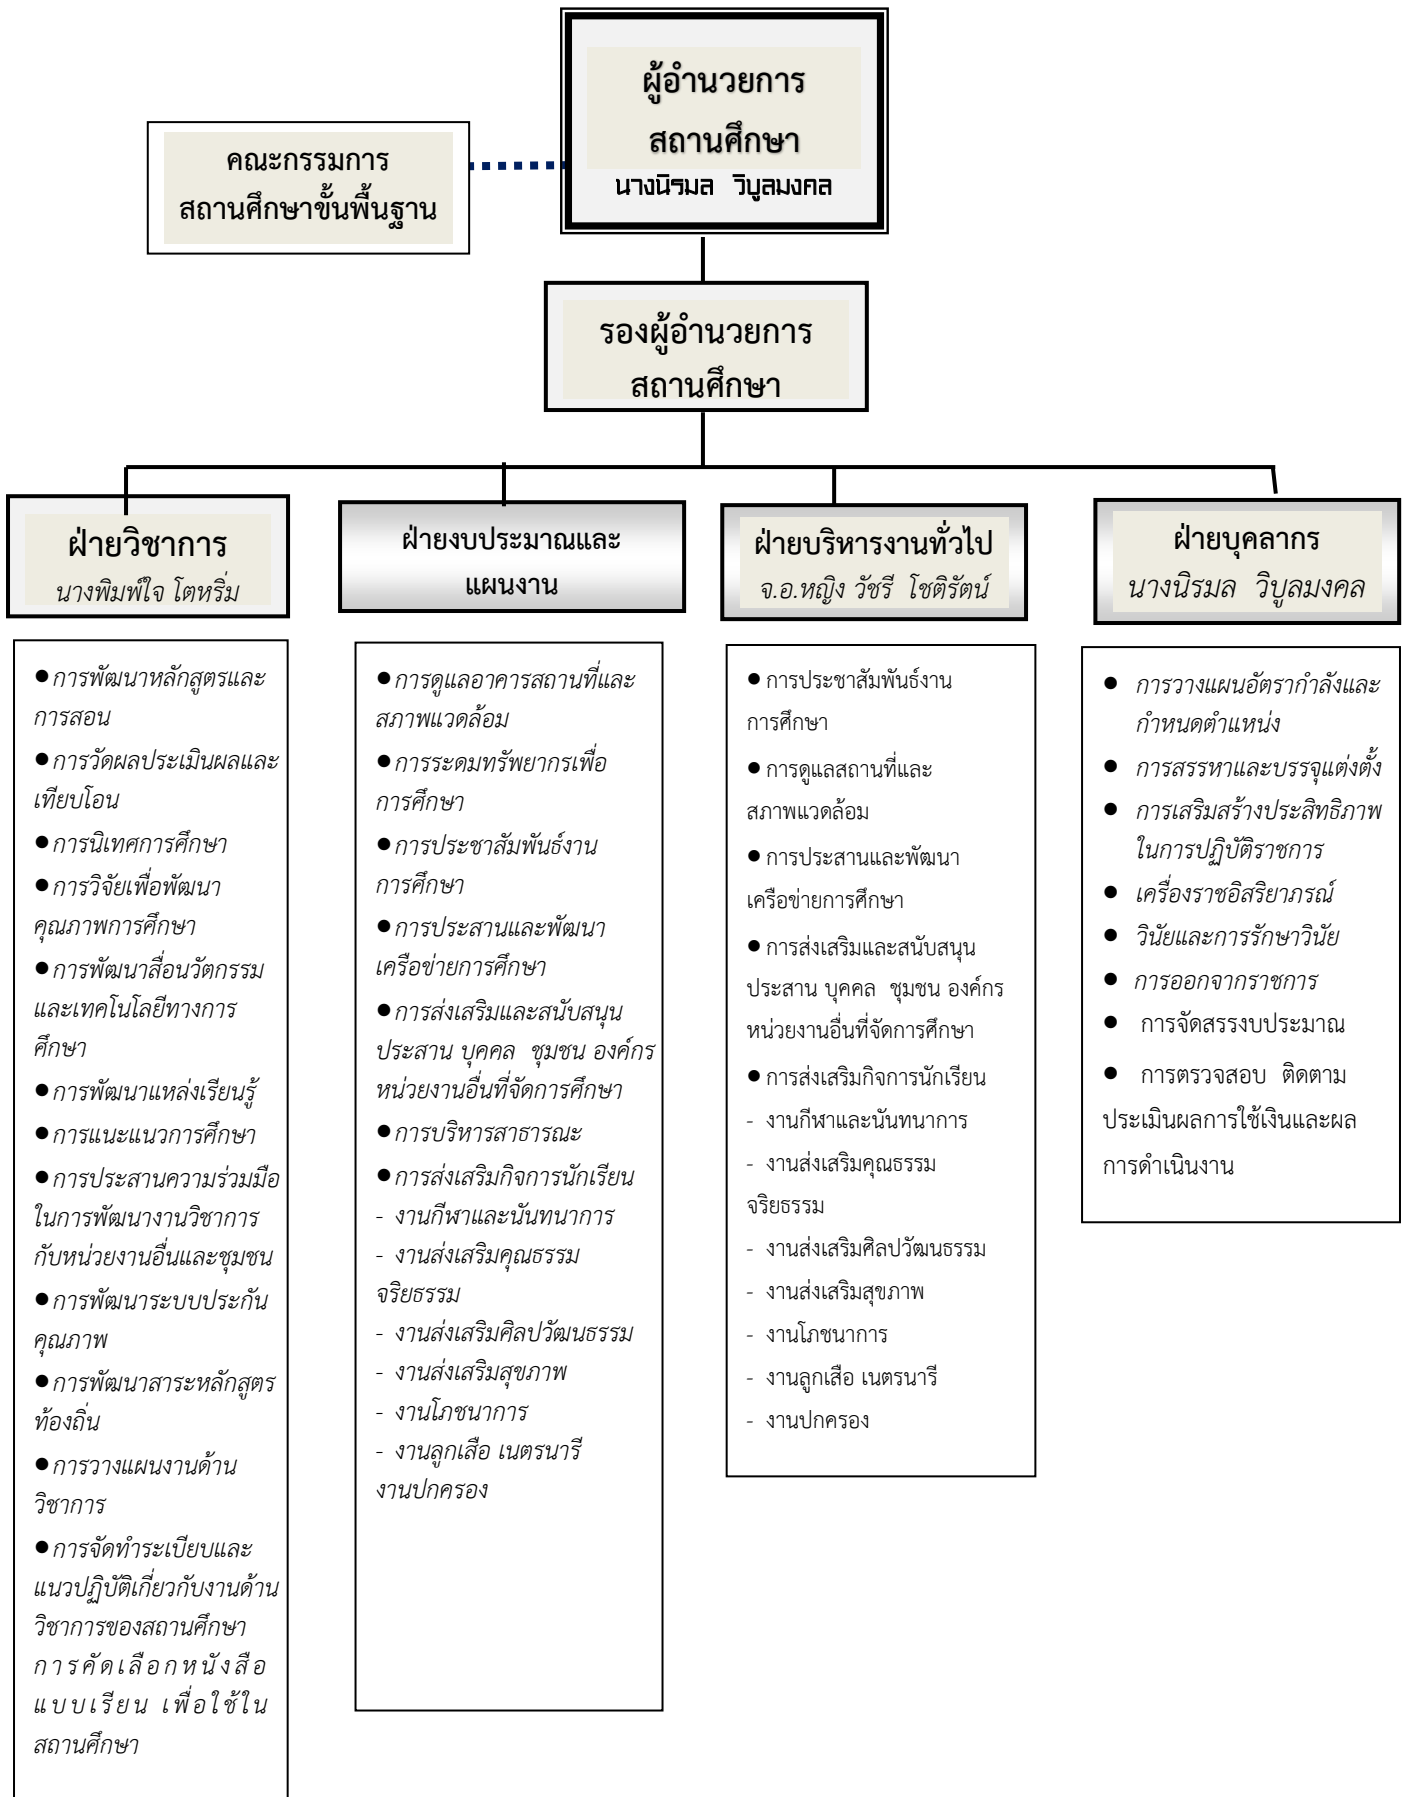 ผู้อำนวยการ
สถานศึกษา
นางนิรมล วิบูลมงคล
คณะกรรมการ
สถานศึกษาขั้นพื้นฐาน
รองผู้อำนวยการ
สถานศึกษา
ฝ่ายวิชาการ
นางพิมพ์ใจ โตหริ่ม
ฝ่ายงบประมาณและ
แผนงาน
ฝ่ายบริหารงานทั่วไป
จ.อ.หญิง วัชรี โชติรัตน์
ฝ่ายบุคลากร
นางนิรมล วิบูลมงคล
●การพัฒนาหลักสูตรและ
การสอน
●การวัดผลประเมินผลและ
เทียบโอน
●การนิเทศการศึกษา
●การวิจัยเพื่อพัฒนา
คุณภาพการศึกษา
●การพัฒนาสื่อนวัตกรรม
และเทคโนโลยีทางการ
ศึกษา
●การพัฒนาแหล่งเรียนรู้
●การแนะแนวการศึกษา
●การประสานความร่วมมือ
ในการพัฒนางานวิชาการ
กับหน่วยงานอื่นและชุมชน
●การพัฒนาระบบประกัน
คุณภาพ
●การพัฒนาสาระหลักสูตร
ท้องถิ่น
●การวางแผนงานด้าน
วิชาการ
●การจัดทำระเบียบและ
แนวปฏิบัติเกี่ยวกับงานด้าน
วิชาการของสถานศึกษา
การคัดเลือกหนังสือ
แบบเรียน เพื่อใช้ใน
สถานศึกษา
●การดูแลอาคารสถานที่และ
สภาพแวดล้อม
●การระดมทรัพยากรเพื่อ
การศึกษา
●การประชาสัมพันธ์งาน
การศึกษา
●การประสานและพัฒนา
เครือข่ายการศึกษา
●การส่งเสริมและสนับสนุน
ประสาน บุคคล ชุมชน องค์กร
หน่วยงานอื่นที่จัดการศึกษา
●การบริหารสาธารณะ
●การส่งเสริมกิจการนักเรียน
- งานกีฬาและนันทนาการ
- งานส่งเสริมคุณธรรม
จริยธรรม
- งานส่งเสริมศิลปวัฒนธรรม
- งานส่งเสริมสุขภาพ
- งานโภชนาการ
- งานลูกเสือ เนตรนารี
งานปกครอง
● การประชาสัมพันธ์งาน
การศึกษา
● การดูแลสถานที่และ
สภาพแวดล้อม
● การประสานและพัฒนา
เครือข่ายการศึกษา
● การส่งเสริมและสนับสนุน
ประสาน บุคคล ชุมชน องค์กร
หน่วยงานอื่นที่จัดการศึกษา
● การส่งเสริมกิจการนักเรียน
- งานกีฬาและนันทนาการ
- งานส่งเสริมคุณธรรม
จริยธรรม
- งานส่งเสริมศิลปวัฒนธรรม
- งานส่งเสริมสุขภาพ
- งานโภชนาการ
- งานลูกเสือ เนตรนารี
- งานปกครอง
● การวางแผนอัตรากำลังและ
กำหนดตำแหน่ง
● การสรรหาและบรรจุแต่งตั้ง
● การเสริมสร้างประสิทธิภาพ
ในการปฏิบัติราชการ
● เครื่องราชอิสริยาภรณ์
● วินัยและการรักษาวินัย
● การออกจากราชการ
● การจัดสรรงบประมาณ
● การตรวจสอบ ติดตาม
ประเมินผลการใช้เงินและผล
การดำเนินงาน